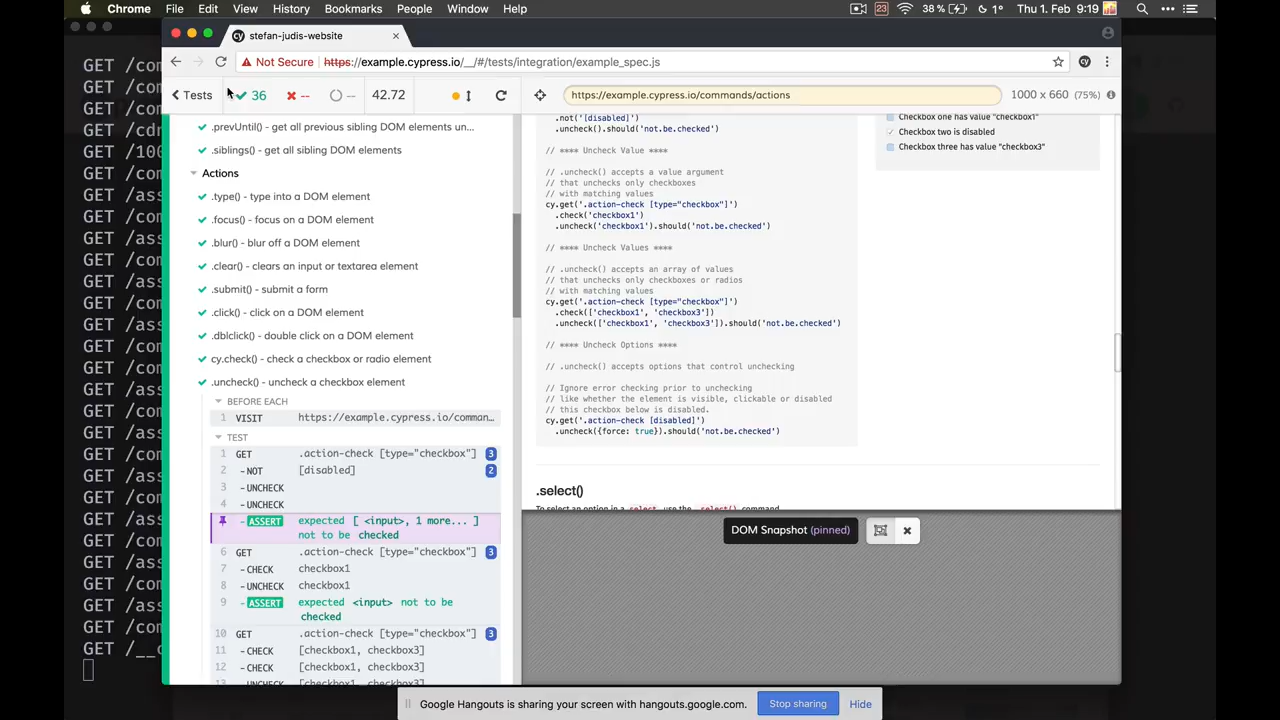 Chrome File Edit View History Bookmarks People Window Help
23 38% 1° Thu 1. Feb 9:19
stefan-judis-website
Not Secure https://example.cypress.io/__/#/tests/integration/example_spec.js
Tests 36 -- -- 42.72
https://example.cypress.io/commands/actions
1000 x 660 (75%)
GET /com
GET /ass
GET /com
GET /cdn
GET /100
GET /com
GET /ass
GET /com
GET /ass
GET /com
GET /ass
GET /com
GET /ass
GET /com
GET /ass
GET /com
GET /ass
GET /com
GET /ass
GET /com
GET /ass
GET /com
GET /__c
.prevUntil() - get all previous sibling DOM elements un...
.siblings() - get all sibling DOM elements
Actions
.type() - type into a DOM element
.focus() - focus on a DOM element
.blur() - blur off a DOM element
.clear() - clears an input or textarea element
.submit() - submit a form
.click() - click on a DOM element
.dblclick() - double click on a DOM element
cy.check() - check a checkbox or radio element
.uncheck() - uncheck a checkbox element
BEFORE EACH
1 VISIT https://example.cypress.io/comman...
TEST
1 GET .action-check [type="checkbox"] 3
2 -NOT [disabled] 2
3 -UNCHECK
4 -UNCHECK
-ASSERT expected [ <input>, 1 more... ]
not to be checked
6 GET .action-check [type="checkbox"] 3
7 -CHECK checkbox1
8 -UNCHECK checkbox1
9 -ASSERT expected <input> not to be
checked
10 GET .action-check [type="checkbox"] 3
11 -CHECK [checkbox1, checkbox3]
12 -CHECK [checkbox1, checkbox3]
-UNCHECK [checkbox1, checkbox3]
.not('[disabled]')
.uncheck().should('not.be.checked')
// **** Uncheck Value ****
// .uncheck() accepts a value argument
// that unchecks only checkboxes
// with matching values
cy.get('.action-check [type="checkbox"]')
.check('checkbox1')
.uncheck('checkbox1').should('not.be.checked')
// **** Uncheck Values ****
// .uncheck() accepts an array of values
// that unchecks only checkboxes or radios
// with matching values
cy.get('.action-check [type="checkbox"]')
.check(['checkbox1', 'checkbox3'])
.uncheck(['checkbox1', 'checkbox3']).should('not.be.checked')
// **** Uncheck Options ****
// .uncheck() accepts options that control unchecking
// Ignore error checking prior to unchecking
// like whether the element is visible, clickable or disabled
// this checkbox below is disabled.
cy.get('.action-check [disabled]')
.uncheck({force: true}).should('not.be.checked')
Checkbox one has value "checkbox1"
Checkbox two is disabled
Checkbox three has value "checkbox3"
.select()
To select an option in a select, use the .select() command.
DOM Snapshot (pinned)
Google Hangouts is sharing your screen with hangouts.google.com.
Stop sharing
Hide